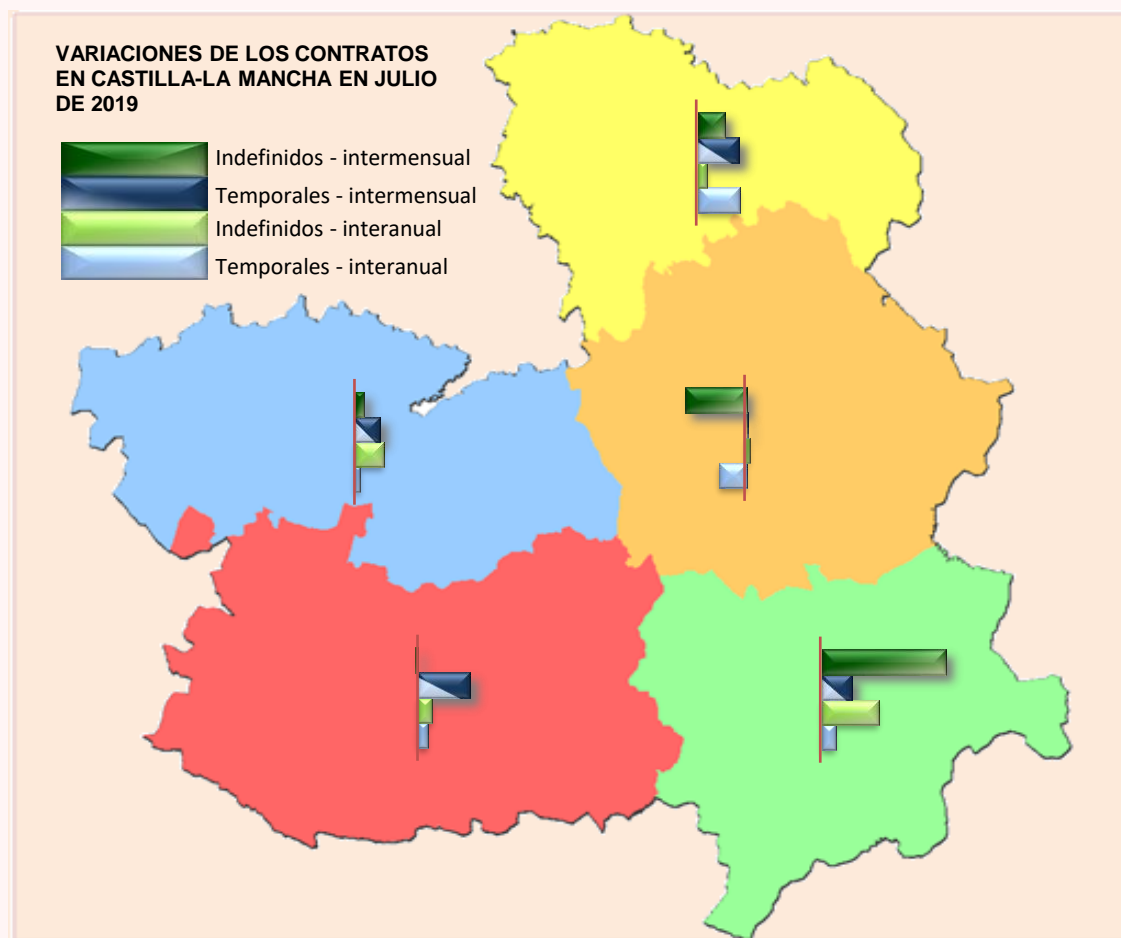 VARIACIONES DE LOS CONTRATOS
EN CASTILLA-LA MANCHA EN JULIO
DE 2019
Indefinidos - intermensual
Temporales - intermensual
Indefinidos - interanual
Temporales - interanual